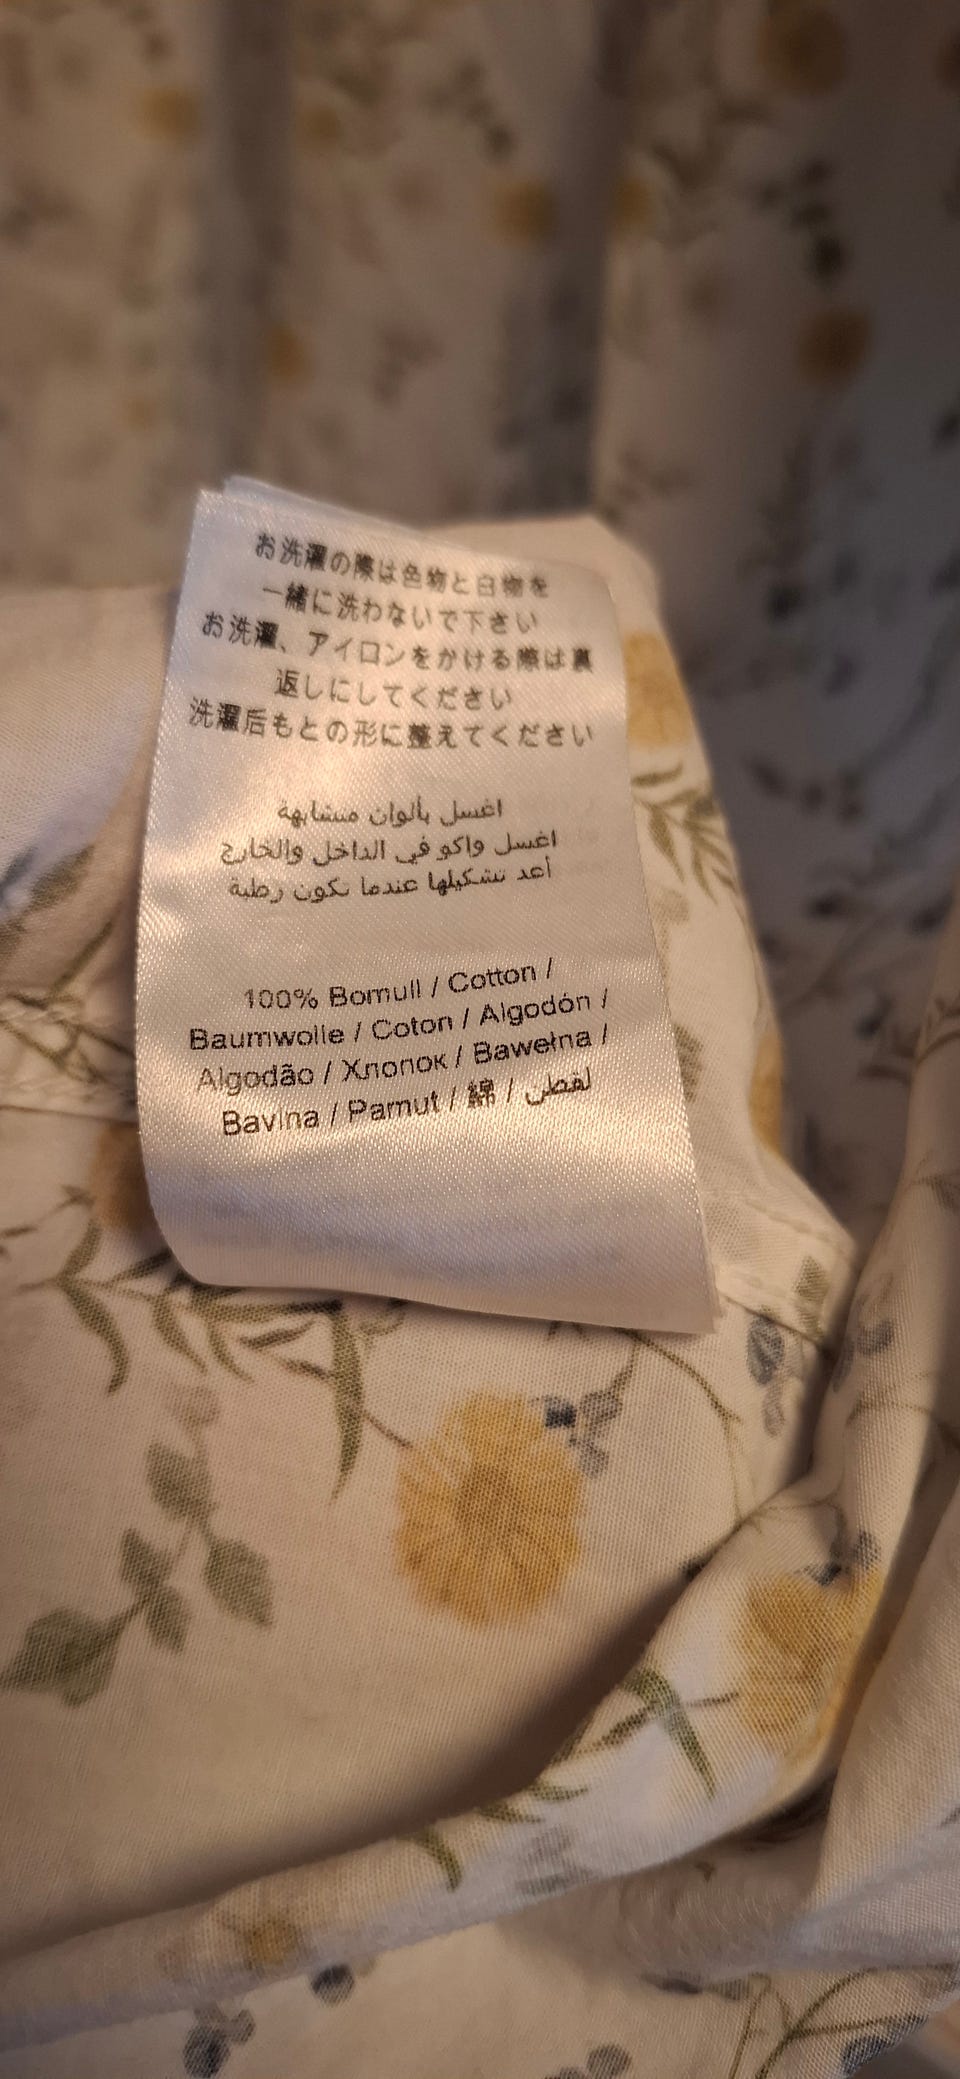 お洗濯の際は色物と白物を
一緒に洗わないで下さい
お洗濯、アイロンをかける際は裏
返しにしてください
洗濯后もとの形に整えてください
اغسل بألوان متشابهة
اغسل واكو في الداخل والخارج
أعد تشكيلها عندما تكون رطبة
100% Bomull / Cotton /
Baumwolle / Coton / Algodón /
Algodão / Хлопок / Bawełna /
Bavlna / Pamut / 綿 / لقطن